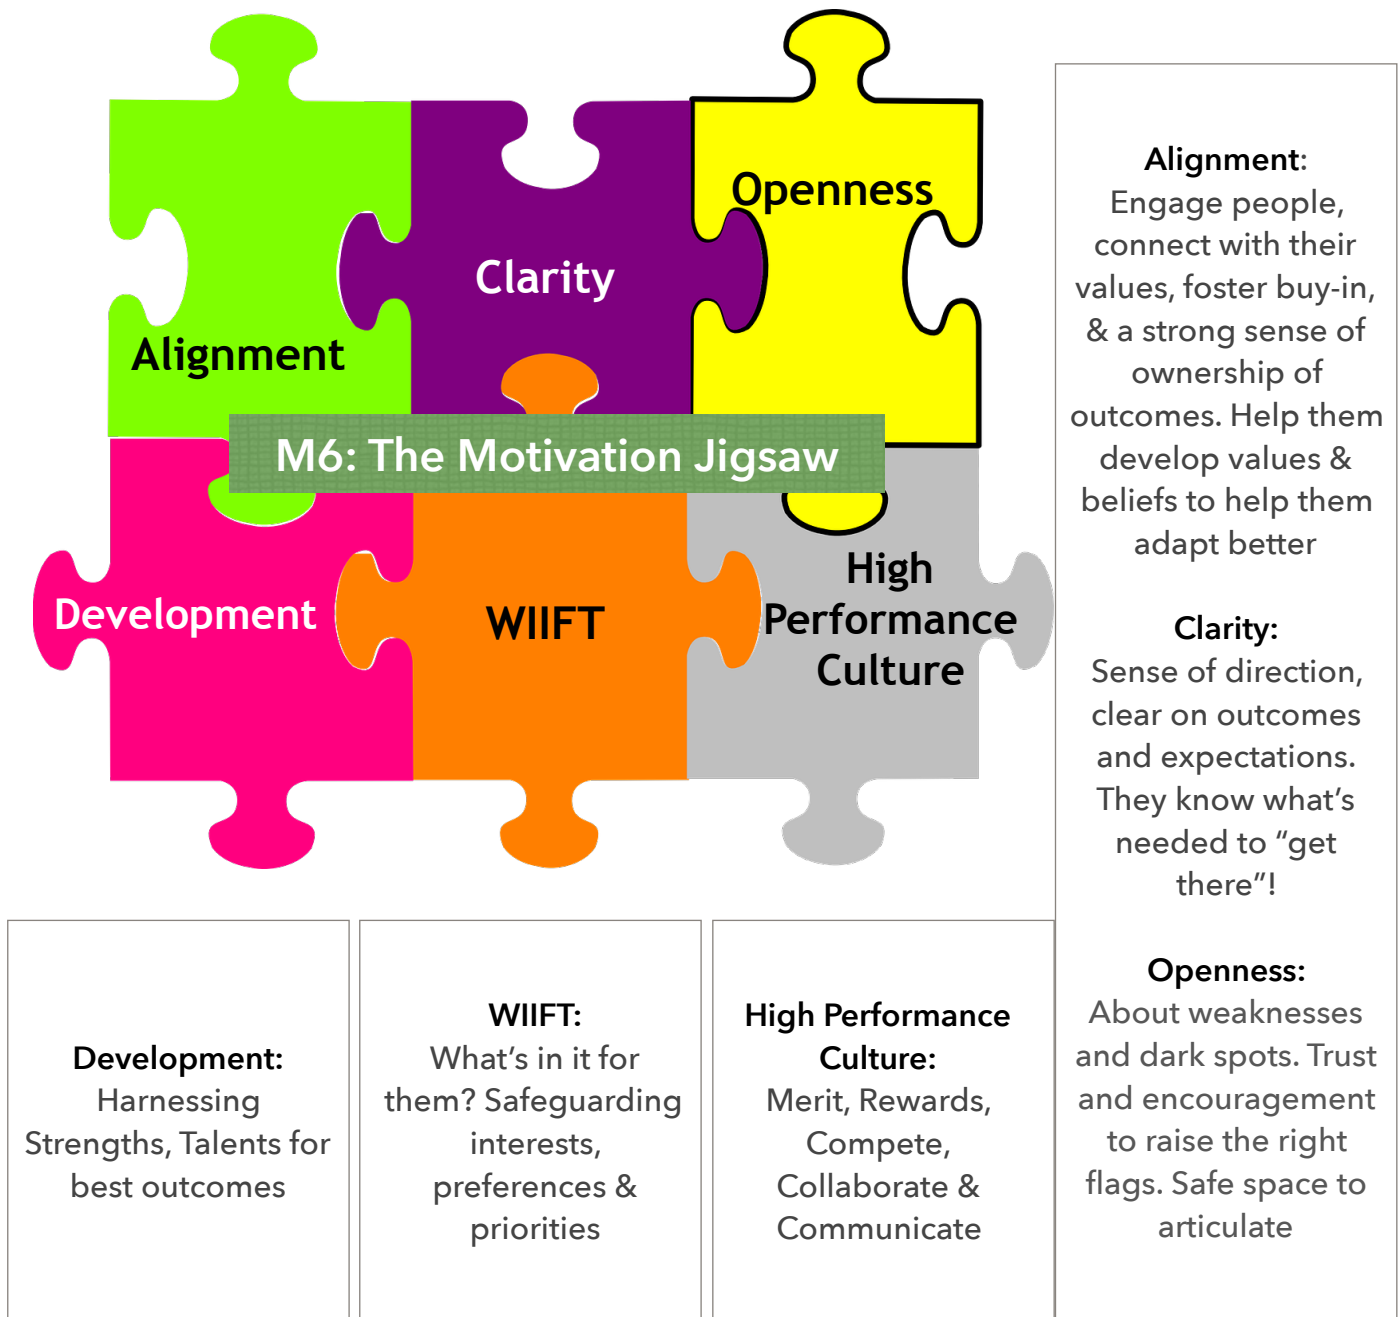 Openness
Clarity
Alignment
M6: The Motivation Jigsaw
Development
WIIFT
High
Performance
Culture
Alignment:
Engage people,
connect with their
values, foster buy-in,
& a strong sense of
ownership of
outcomes. Help them
develop values &
beliefs to help them
adapt better
Clarity:
Sense of direction,
clear on outcomes
and expectations.
They know what’s
needed to “get
there”!
Openness:
About weaknesses
and dark spots. Trust
and encouragement
to raise the right
flags. Safe space to
articulate
Development:
Harnessing
Strengths, Talents for
best outcomes
WIIFT:
What’s in it for
them? Safeguarding
interests,
preferences &
priorities
High Performance
Culture:
Merit, Rewards,
Compete,
Collaborate &
Communicate